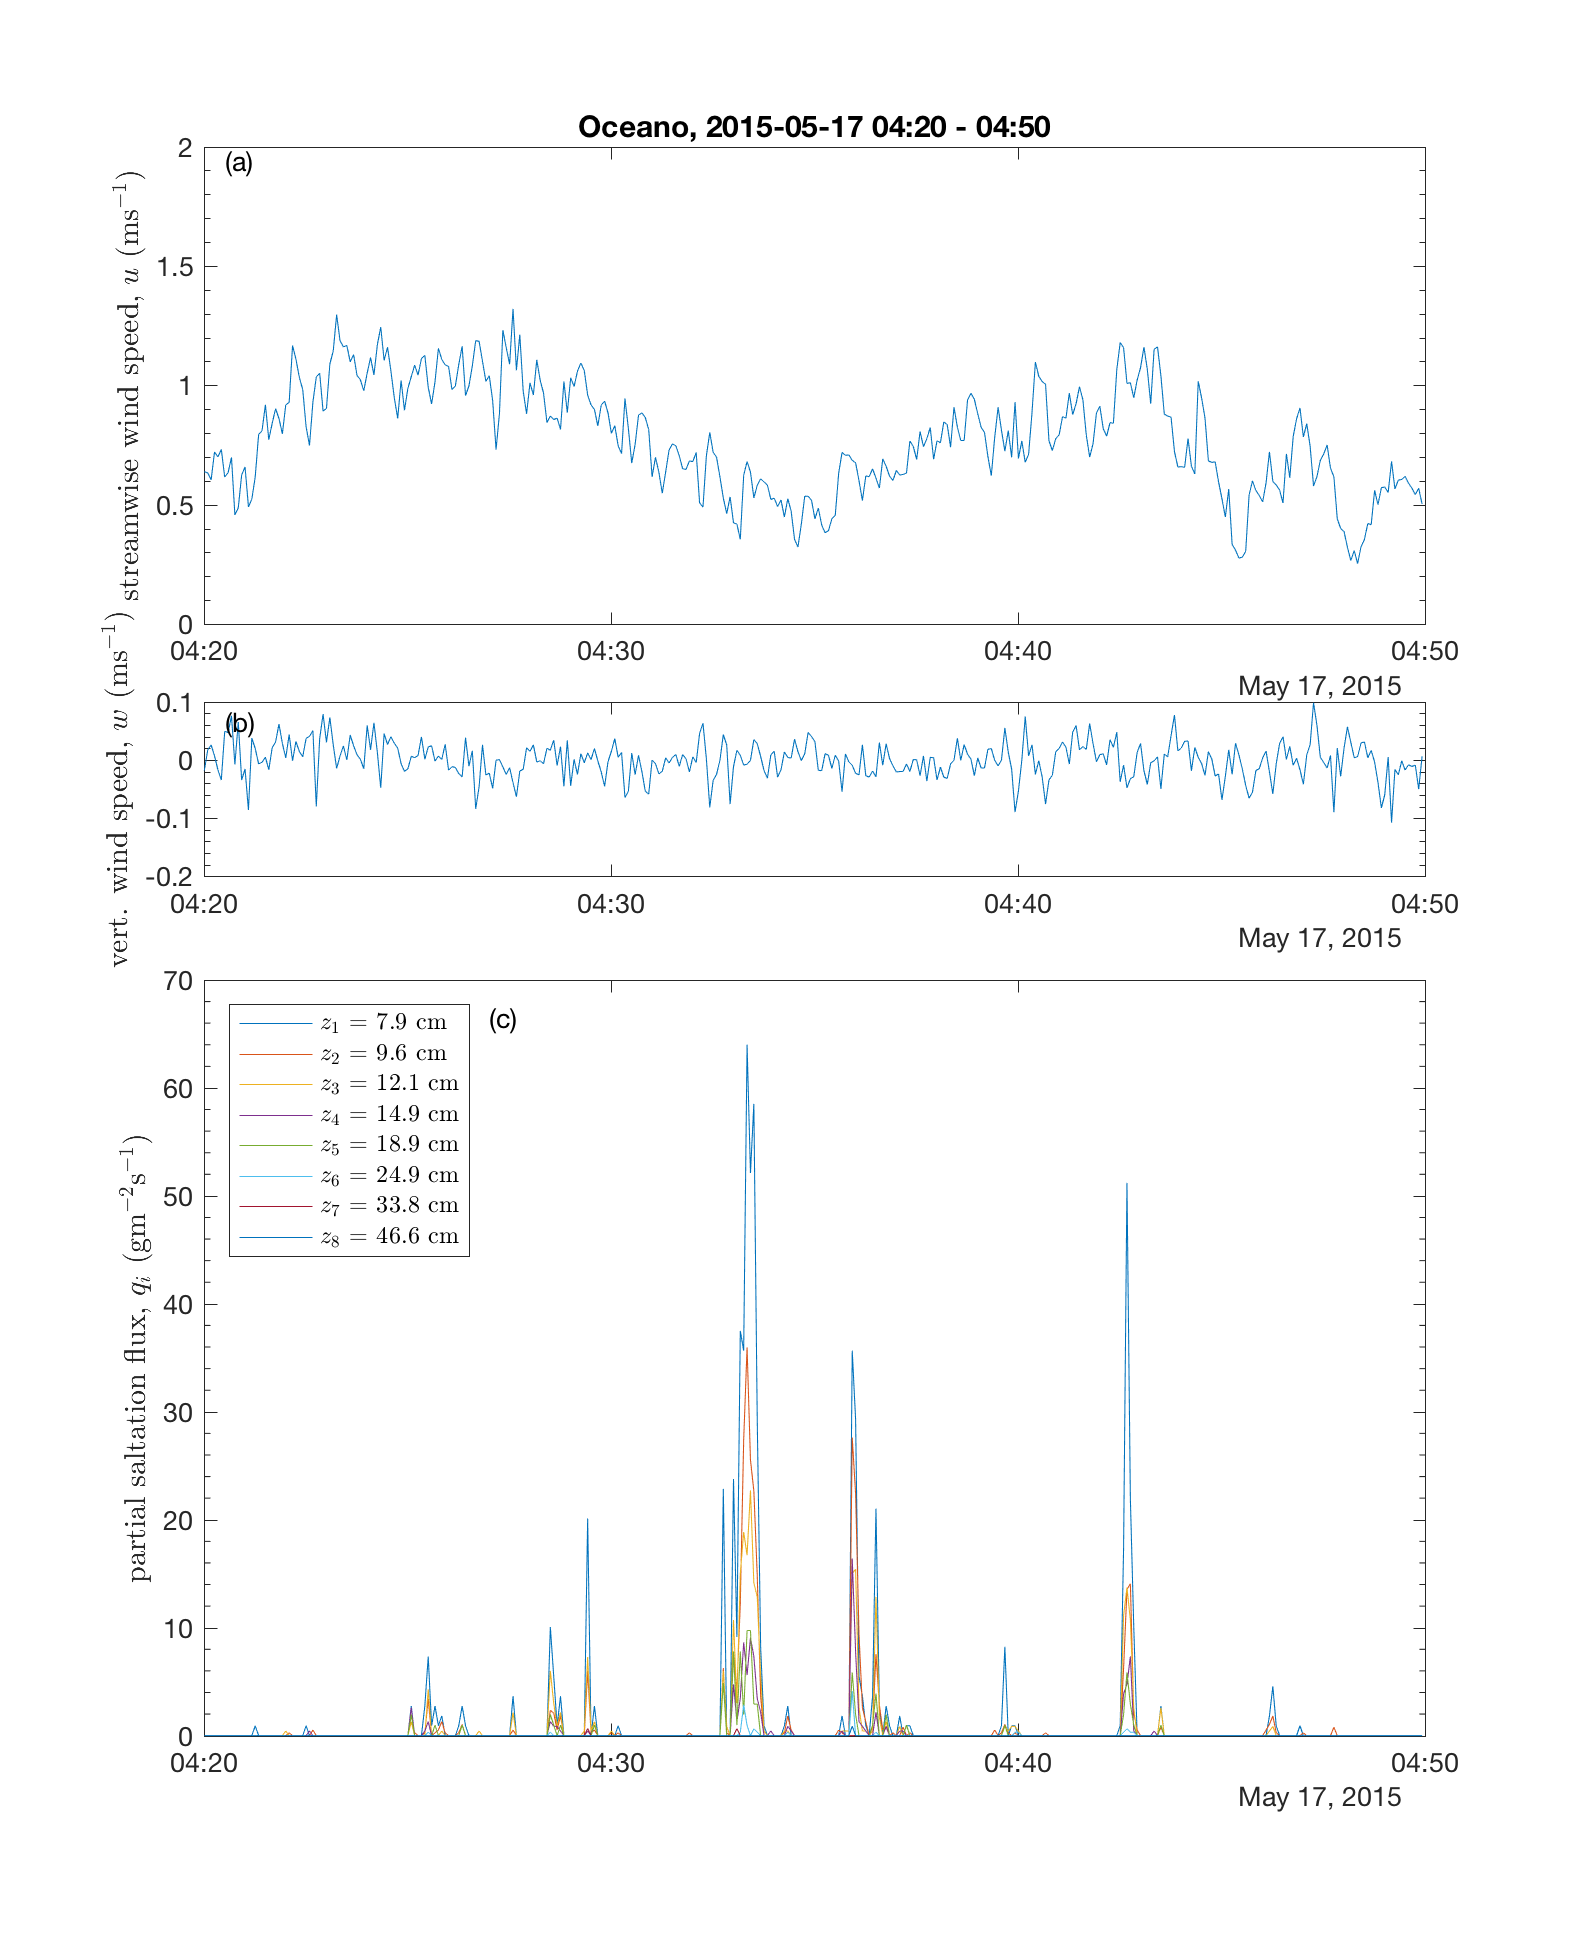 Oceano, 2015-05-17 04:20 - 04:50
(a)
streamwise wind speed, u (ms⁻¹)
2
1.5
1
0.5
0
04:20 04:30 04:40 04:50
May 17, 2015
(b)
vert. wind speed, w (ms⁻¹)
0.1
0
-0.1
-0.2
04:20 04:30 04:40 04:50
May 17, 2015
(c)
partial saltation flux, qᵢ (gm⁻²s⁻¹)
70
60
50
40
30
20
10
0
z₁ = 7.9 cm
z₂ = 9.6 cm
z₃ = 12.1 cm
z₄ = 14.9 cm
z₅ = 18.9 cm
z₆ = 24.9 cm
z₇ = 33.8 cm
z₈ = 46.6 cm
04:20 04:30 04:40 04:50
May 17, 2015